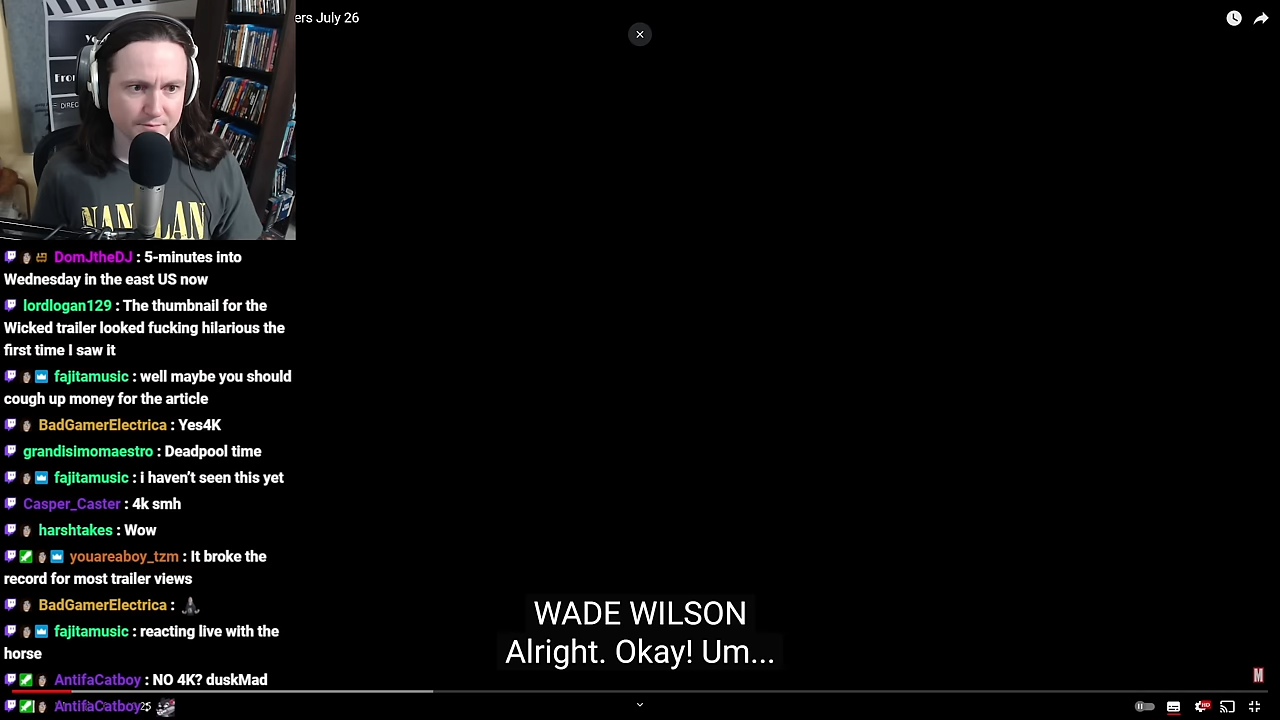 ers July 26
Fro
DIREC
DomJtheDJ : 5-minutes into
Wednesday in the east US now
lordlogan129 : The thumbnail for the
Wicked trailer looked fucking hilarious the
first time I saw it
fajitamusic : well maybe you should
cough up money for the article
BadGamerElectrica : Yes4K
grandisimomaestro : Deadpool time
fajitamusic : i haven't seen this yet
Casper_Caster : 4k smh
harshtakes : Wow
youareaboy_tzm : It broke the
record for most trailer views
BadGamerElectrica :
fajitamusic : reacting live with the
horse
AntifaCatboy : NO 4K? duskMad
AntifaCatboy :
WADE WILSON
Alright. Okay! Um...
M
HD